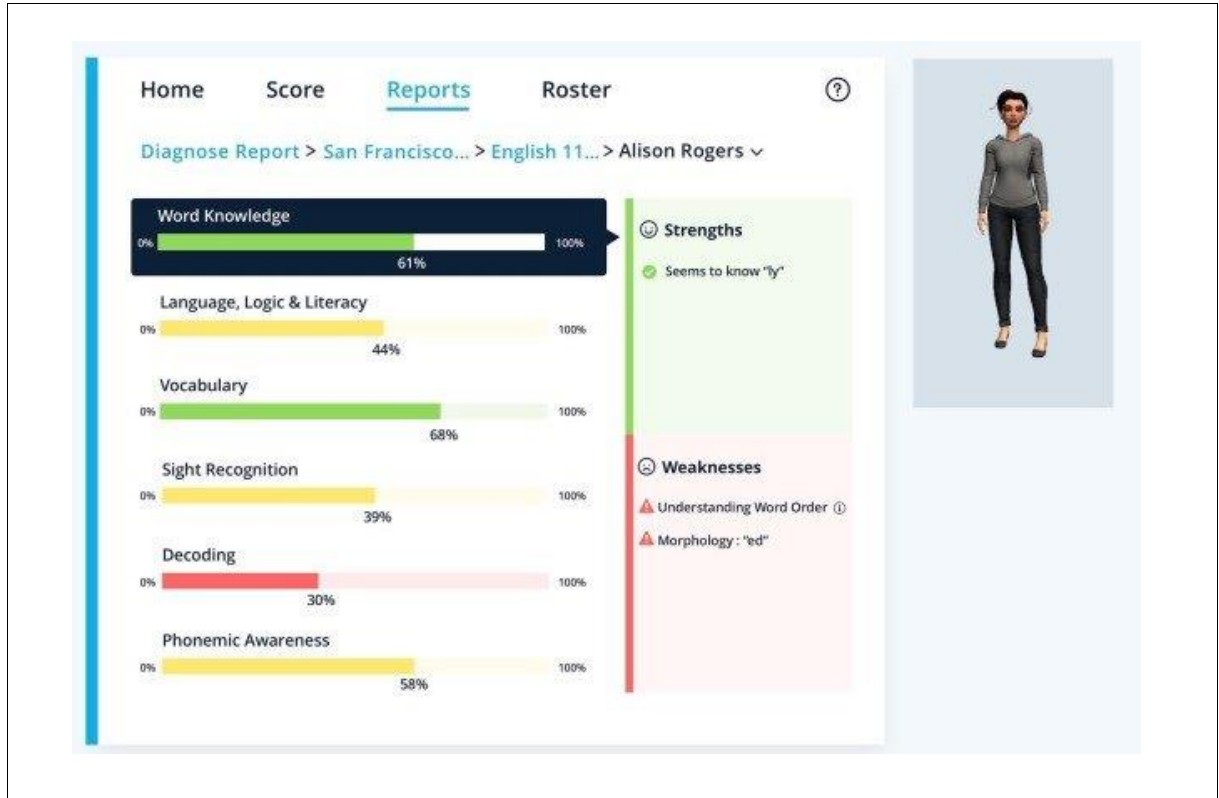 Home Score Reports Roster ?
Diagnose Report > San Francisco... > English 11... > Alison Rogers
Word Knowledge
0% 100%
61%
Language, Logic & Literacy
0% 100%
44%
Vocabulary
0% 100%
68%
Sight Recognition
0% 100%
39%
Decoding
0% 100%
30%
Phonemic Awareness
0% 100%
58%
Strengths
Seems to know "ly"
Weaknesses
Understanding Word Order
Morphology : "ed"